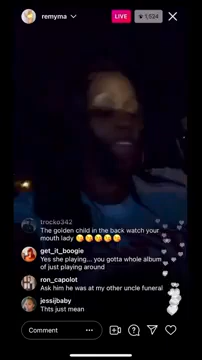 remyma
LIVE
1,524
trocko342
The golden child in the back watch your
mouth lady 😘😘😘😘😘
get_it_boogie
Yes she playing... you gotta whole album
of just playing around
ron_capolot
Ask him he was at my other uncle funeral
jessijbaby
Thts just mean
Comment